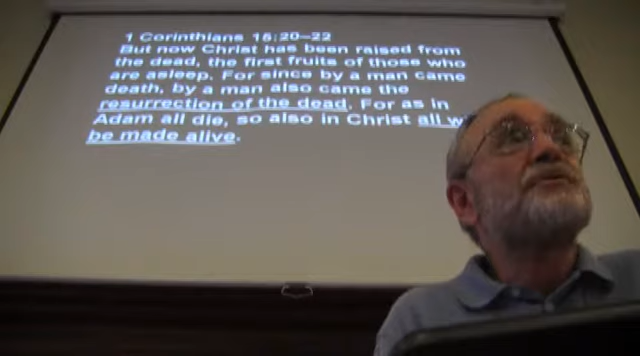 1 Corinthians 15:20–22
But now Christ has been raised from
the dead, the first fruits of those who
are asleep. For since by a man came
death, by a man also came the
resurrection of the dead. For as in
Adam all die, so also in Christ all w
be made alive.